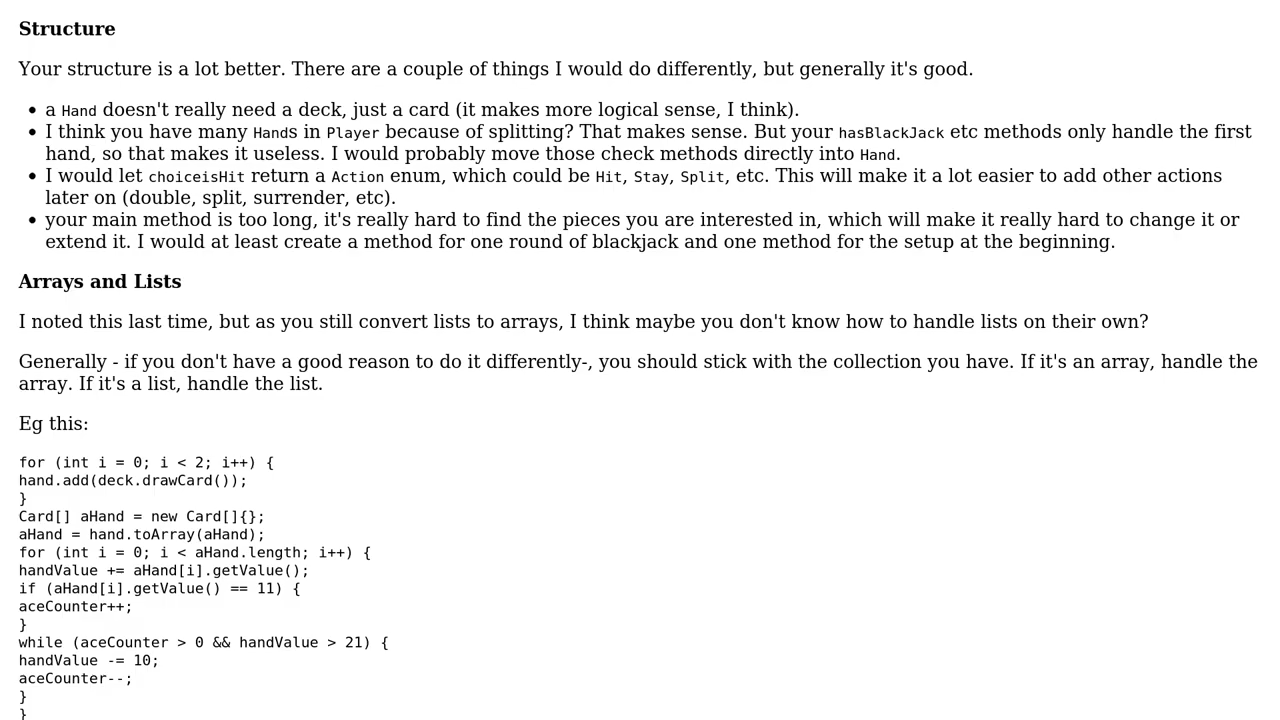 Structure
Your structure is a lot better. There are a couple of things I would do differently, but generally it's good.
• a Hand doesn't really need a deck, just a card (it makes more logical sense, I think).
• I think you have many Hands in Player because of splitting? That makes sense. But your hasBlackJack etc methods only handle the first
hand, so that makes it useless. I would probably move those check methods directly into Hand.
• I would let choiceisHit return a Action enum, which could be Hit, Stay, Split, etc. This will make it a lot easier to add other actions
later on (double, split, surrender, etc).
• your main method is too long, it's really hard to find the pieces you are interested in, which will make it really hard to change it or
extend it. I would at least create a method for one round of blackjack and one method for the setup at the beginning.
Arrays and Lists
I noted this last time, but as you still convert lists to arrays, I think maybe you don't know how to handle lists on their own?
Generally - if you don't have a good reason to do it differently-, you should stick with the collection you have. If it's an array, handle the
array. If it's a list, handle the list.
Eg this:
for (int i = 0; i < 2; i++) {
hand.add(deck.drawCard());
}
Card[] aHand = new Card[]{};
aHand = hand.toArray(aHand);
for (int i = 0; i < aHand.length; i++) {
handValue += aHand[i].getValue();
if (aHand[i].getValue() == 11) {
aceCounter++;
}
while (aceCounter > 0 && handValue > 21) {
handValue -= 10;
aceCounter--;
}
}